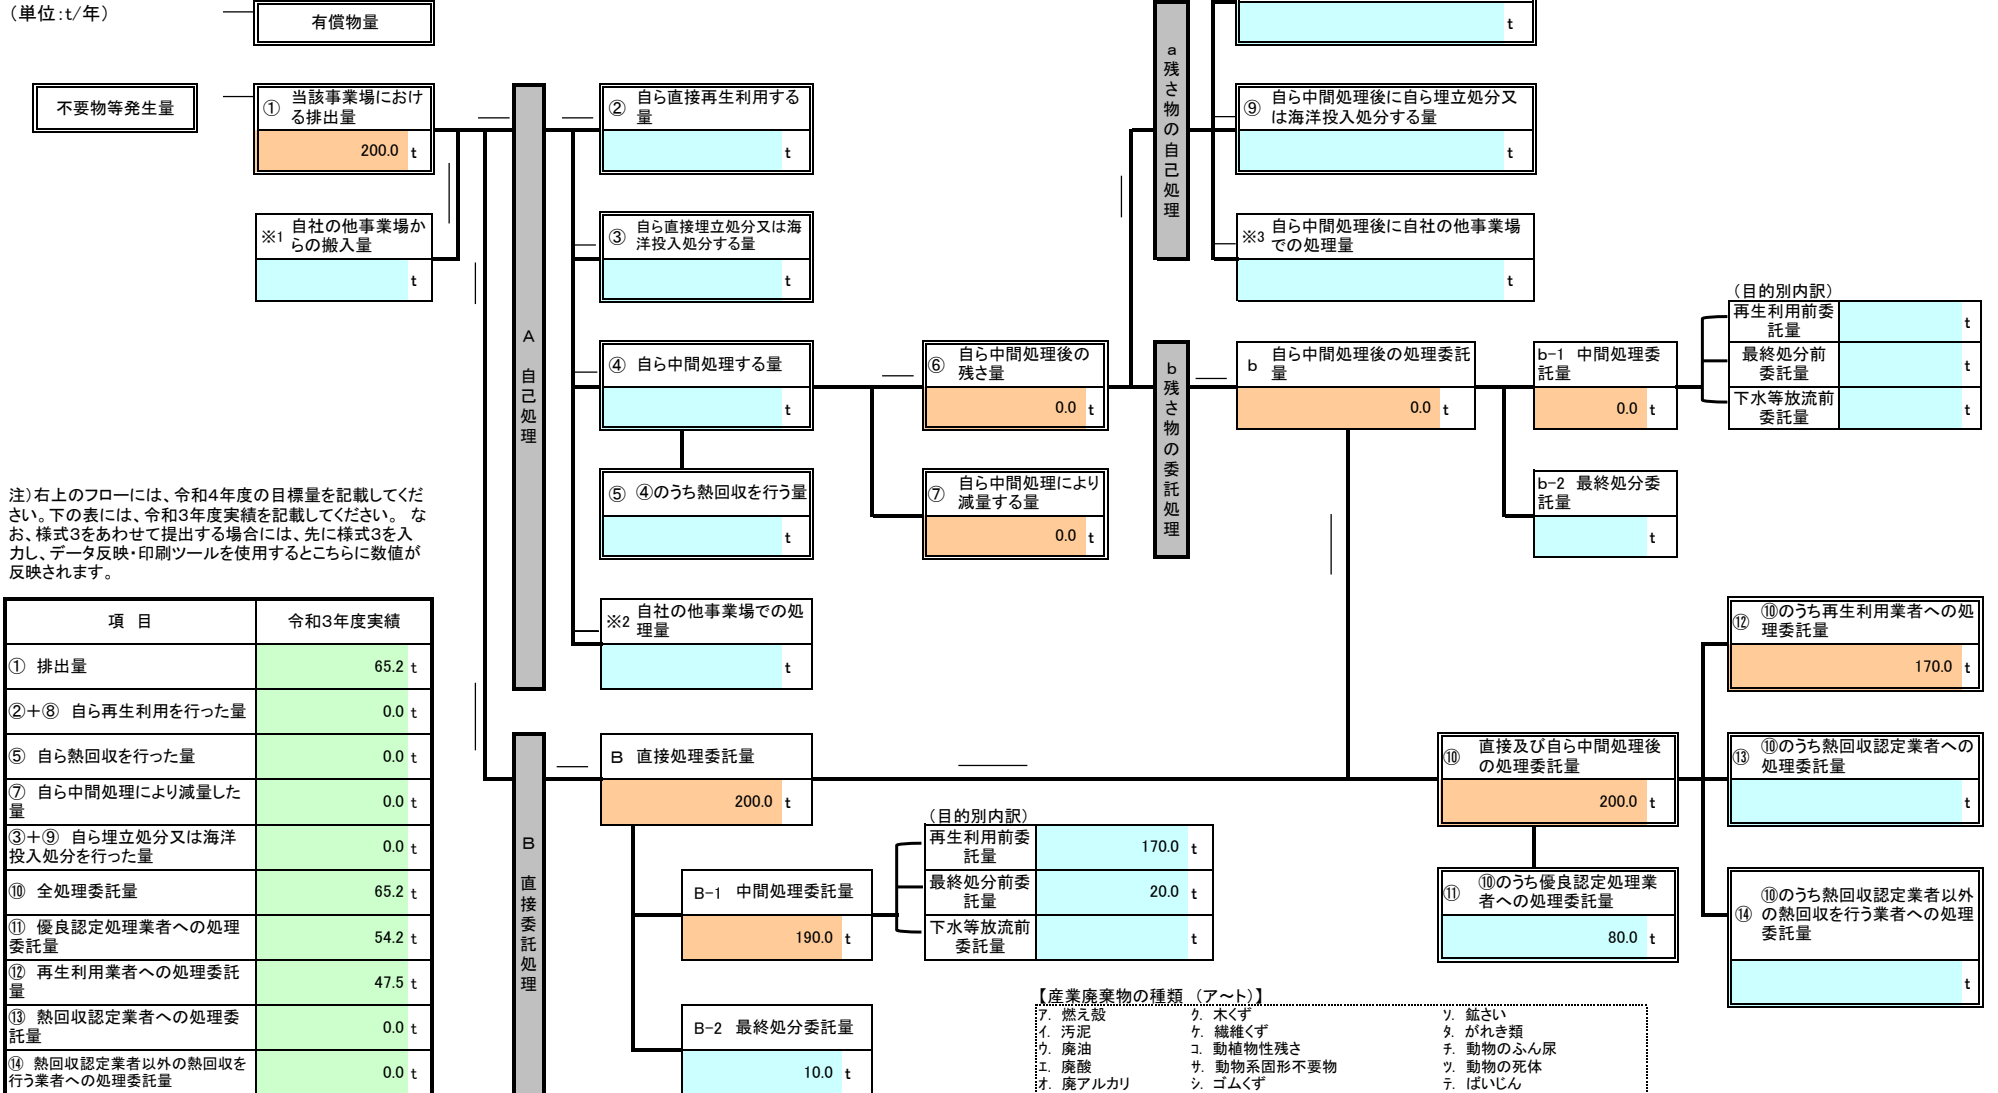 （単位：t/年）
有償物量
t
不要物等発生量
① 当該事業場におけ
る排出量
200.0 t
※1 自社の他事業場か
らの搬入量
t
A 自己処理
② 自ら直接再生利用する
量
t
③ 自ら直接埋立処分又は海
洋投入処分する量
t
④ 自ら中間処理する量
t
⑤ ④のうち熱回収を行う量
t
※2 自社の他事業場での処
理量
t
⑥ 自ら中間処理後の
残さ量
0.0 t
⑦ 自ら中間処理により
減量する量
0.0 t
a 残さ物の自己処理
⑨ 自ら中間処理後に自ら埋立処分又
は海洋投入処分する量
t
※3 自ら中間処理後に自社の他事業場
での処理量
t
b 残さ物の委託処理
b 自ら中間処理後の処理委託
量
0.0 t
b-1 中間処理委
託量
0.0 t
b-2 最終処分委
託量
t
（目的別内訳）
再生利用前委
託量
t
最終処分前
委託量
t
下水等放流前
委託量
t
注）右上のフローには、令和４年度の目標量を記載してくだ
さい。下の表には、令和３年度実績を記載してください。 な
お、様式３をあわせて提出する場合には、先に様式３を入
力し、データ反映・印刷ツールを使用するとこちらに数値が
反映されます。
項 目 令和３年度実績
① 排出量 65.2 t
②＋⑧ 自ら再生利用を行った量 0.0 t
⑤ 自ら熱回収を行った量 0.0 t
⑦ 自ら中間処理により減量した
量 0.0 t
③＋⑨ 自ら埋立処分又は海洋
投入処分を行った量 0.0 t
⑩ 全処理委託量 65.2 t
⑪ 優良認定処理業者への処理
委託量 54.2 t
⑫ 再生利用業者への処理委託
量 47.5 t
⑬ 熱回収認定業者への処理委
託量 0.0 t
⑭ 熱回収認定業者以外の熱回収を
行う業者への処理委託量 0.0 t
B 直接委託処理
B 直接処理委託量
200.0 t
B-1 中間処理委託量
190.0 t
B-2 最終処分委託量
10.0 t
（目的別内訳）
再生利用前委
託量
170.0 t
最終処分前委
託量
20.0 t
下水等放流前
委託量
t
⑩ 直接及び自ら中間処理後
の処理委託量
200.0 t
⑪ ⑩のうち優良認定処理業
者への処理委託量
80.0 t
⑫ ⑩のうち再生利用業者への処
理委託量
170.0 t
⑬ ⑩のうち熱回収認定業者への
処理委託量
t
⑭ ⑩のうち熱回収認定業者以外
の熱回収を行う業者への処理
委託量
t
【産業廃棄物の種類 （ア～ト）】
ｱ. 燃え殻 ｸ. 木くず ｿ. 鉱さい
ｲ. 汚泥 ｹ. 繊維くず ﾀ. がれき類
ｳ. 廃油 ｺ. 動植物性残さ ﾁ. 動物のふん尿
ｴ. 廃酸 ｻ. 動物系固形不要物 ﾂ. 動物の死体
ｵ. 廃アルカリ ｼ. ゴムくず ﾃ. ばいじん